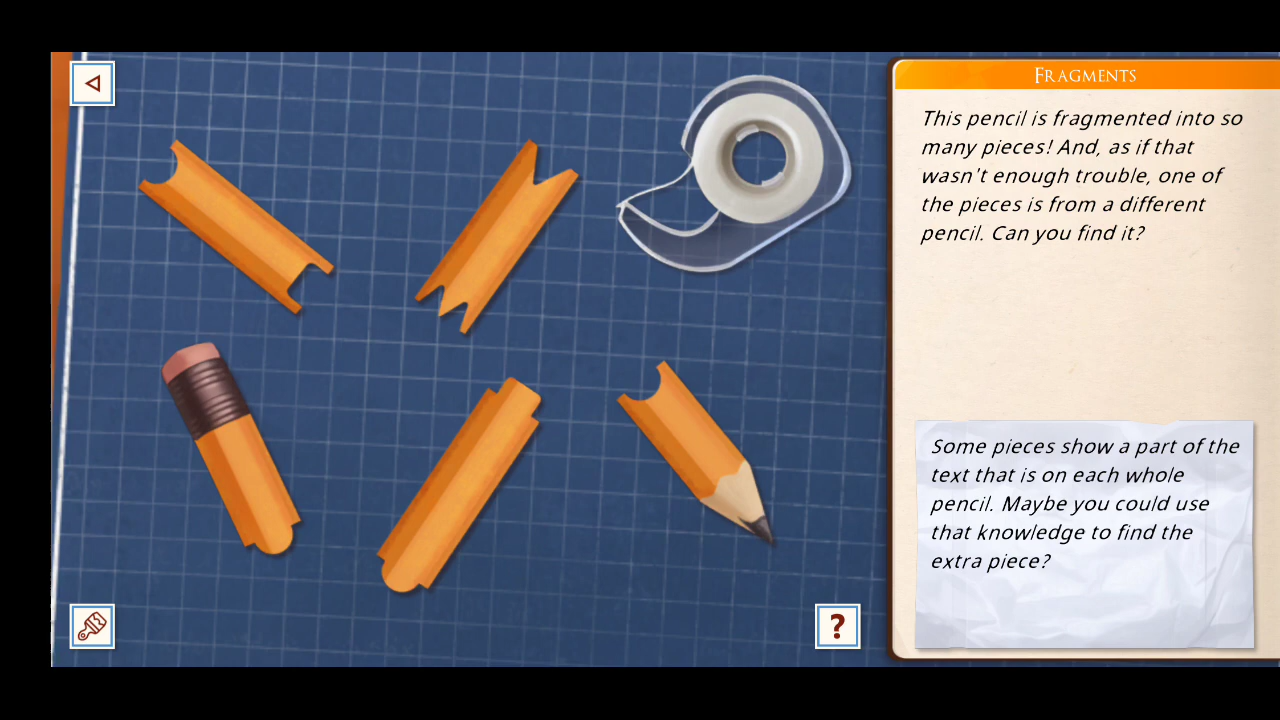 FRAGMENTS
This pencil is fragmented into so
many pieces! And, as if that
wasn't enough trouble, one of
the pieces is from a different
pencil. Can you find it?
Some pieces show a part of the
text that is on each whole
pencil. Maybe you could use
that knowledge to find the
extra piece?
?